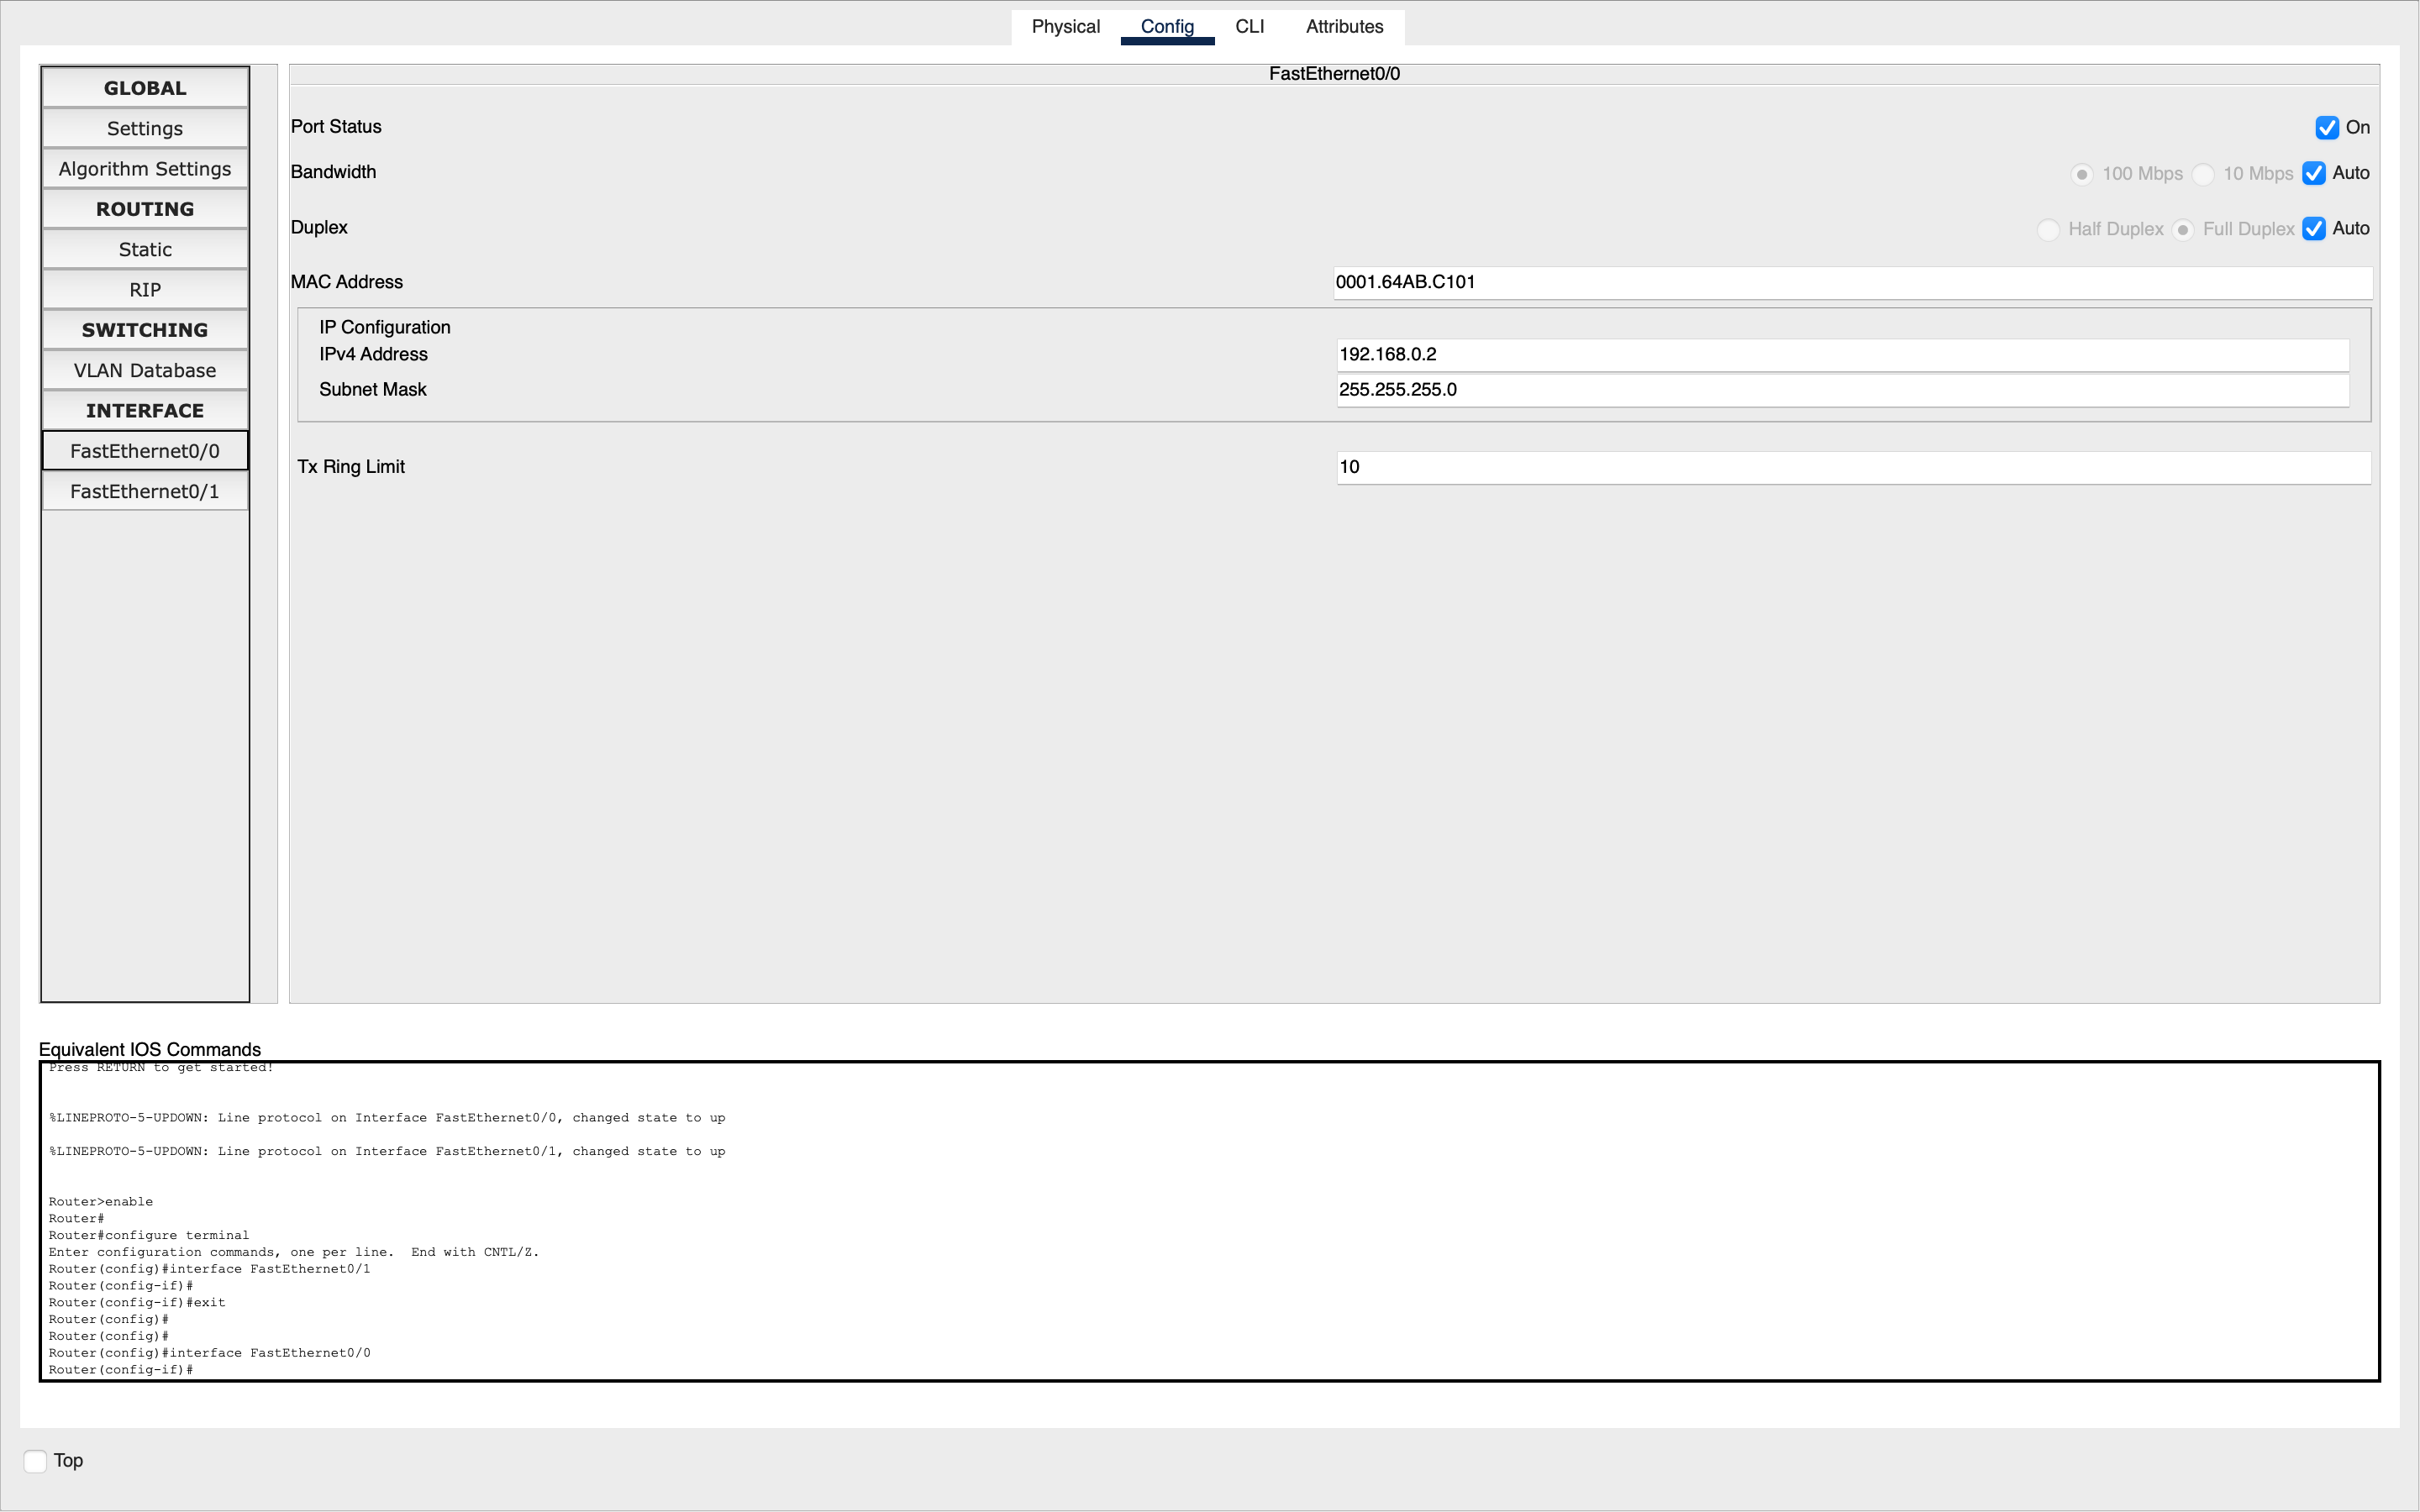 Physical Config CLI Attributes
GLOBAL
Settings
Algorithm Settings
ROUTING
Static
RIP
SWITCHING
VLAN Database
INTERFACE
FastEthernet0/0
FastEthernet0/1
FastEthernet0/0
Port Status On
Bandwidth 100 Mbps 10 Mbps Auto
Duplex Half Duplex Full Duplex Auto
MAC Address 0001.64AB.C101
IP Configuration
IPv4 Address 192.168.0.2
Subnet Mask 255.255.255.0
Tx Ring Limit 10
Equivalent IOS Commands
Press RETURN to get started!
%LINEPROTO-5-UPDOWN: Line protocol on Interface FastEthernet0/0, changed state to up
%LINEPROTO-5-UPDOWN: Line protocol on Interface FastEthernet0/1, changed state to up
Router>enable
Router#
Router#configure terminal
Enter configuration commands, one per line.  End with CNTL/Z.
Router(config)#interface FastEthernet0/1
Router(config-if)#
Router(config-if)#exit
Router(config)#
Router(config)#
Router(config)#interface FastEthernet0/0
Router(config-if)#
Top